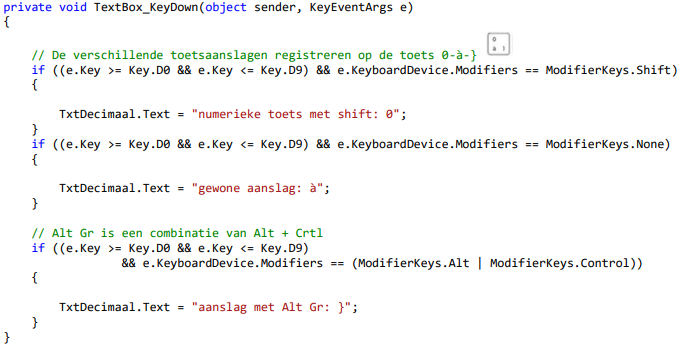 private void TextBox_KeyDown(object sender, KeyEventArgs e)
{
// De verschillende toetsaanslagen registreren op de toets 0-à-}
if ((e.Key >= Key.D0 && e.Key <= Key.D9) && e.KeyboardDevice.Modifiers == ModifierKeys.Shift)
{
TxtDecimaal.Text = "numerieke toets met shift: 0";
}
if ((e.Key >= Key.D0 && e.Key <= Key.D9) && e.KeyboardDevice.Modifiers == ModifierKeys.None)
{
TxtDecimaal.Text = "gewone aanslag: à";
}
// Alt Gr is een combinatie van Alt + Crtl
if ((e.Key >= Key.D0 && e.Key <= Key.D9)
&& e.KeyboardDevice.Modifiers == (ModifierKeys.Alt | ModifierKeys.Control))
{
TxtDecimaal.Text = "aanslag met Alt Gr: }";
}
}